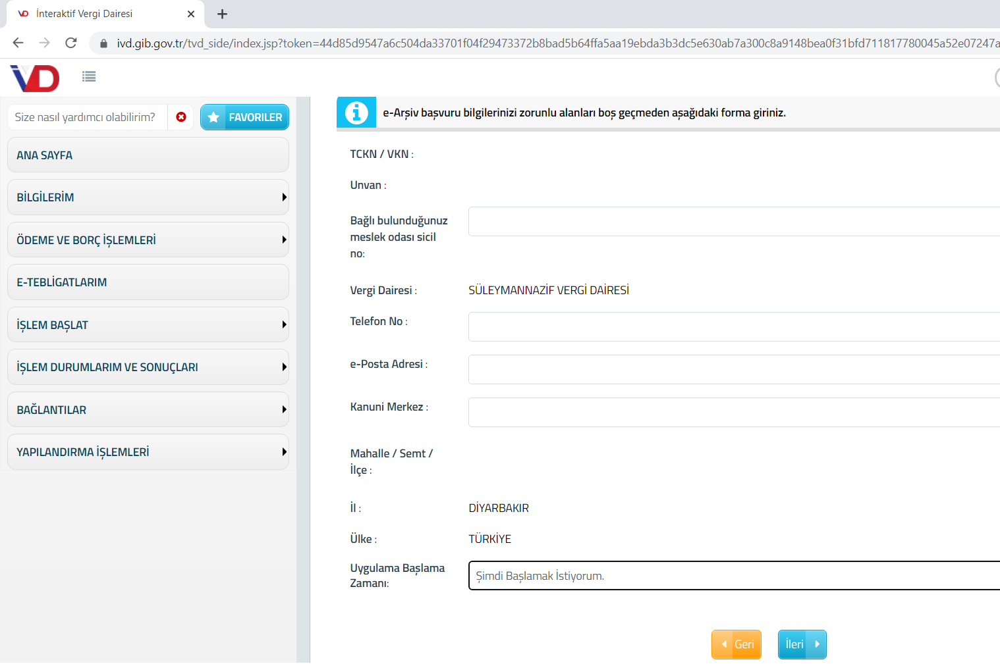 İnteraktif Vergi Dairesi
ivd.gib.gov.tr/tvd_side/index.jsp?token=44d85d9547a6c504da33701f04f29473372b8bad5b64ffa5aa19ebda3b3dc5e630ab7a300c8a9148bea0f31bfd711817780045a52e07247a
İVD
Size nasıl yardımcı olabilirim?
FAVORILER
ANA SAYFA
BİLGİLERİM
ÖDEME VE BORÇ İŞLEMLERİ
E-TEBLİGATLARIM
İŞLEM BAŞLAT
İŞLEM DURUMLARIM VE SONUÇLARI
BAĞLANTILAR
YAPILANDIRMA İŞLEMLERİ
e-Arşiv başvuru bilgilerinizi zorunlu alanları boş geçmeden aşağıdaki forma giriniz.
TCKN / VKN :
Unvan :
Bağlı bulunduğunuz
meslek odası sicil
no:
Vergi Dairesi : SÜLEYMANNAZİF VERGİ DAİRESİ
Telefon No :
e-Posta Adresi :
Kanuni Merkez :
Mahalle / Semt /
İlçe :
İl : DİYARBAKIR
Ülke : TÜRKİYE
Uygulama Başlama
Zamanı:
Şimdi Başlamak İstiyorum.
Geri
İleri